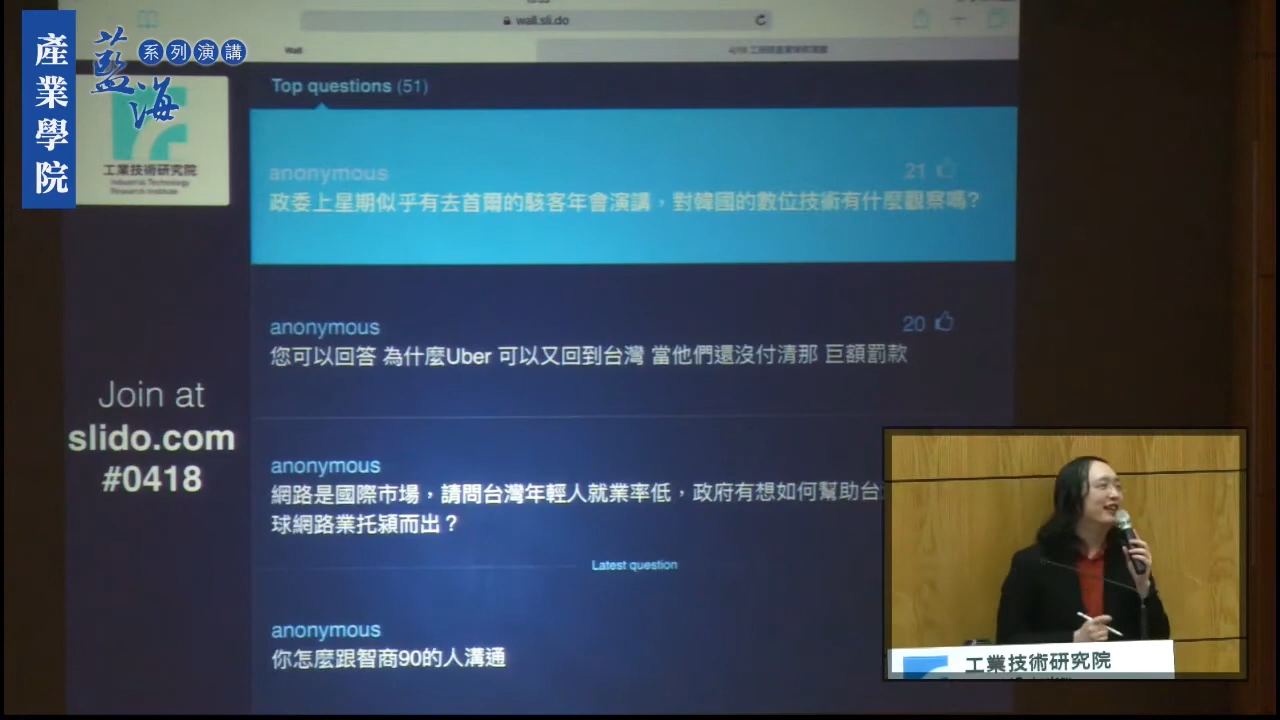 產業學院
藍海
系列演講
wall.sli.do
Wall
工業技術研究院
Industrial Technology
Research Institute
Join at
slido.com
#0418
Top questions (51)
anonymous
21
政委上星期似乎有去首爾的駭客年會演講，對韓國的數位技術有什麼觀察嗎?
anonymous
20
您可以回答 為什麼Uber 可以又回到台灣 當他們還沒付清那 巨額罰款
anonymous
網路是國際市場，請問台灣年輕人就業率低，政府有想如何幫助台
球網路業托穎而出？
Latest question
anonymous
你怎麼跟智商90的人溝通
工業技術研究院